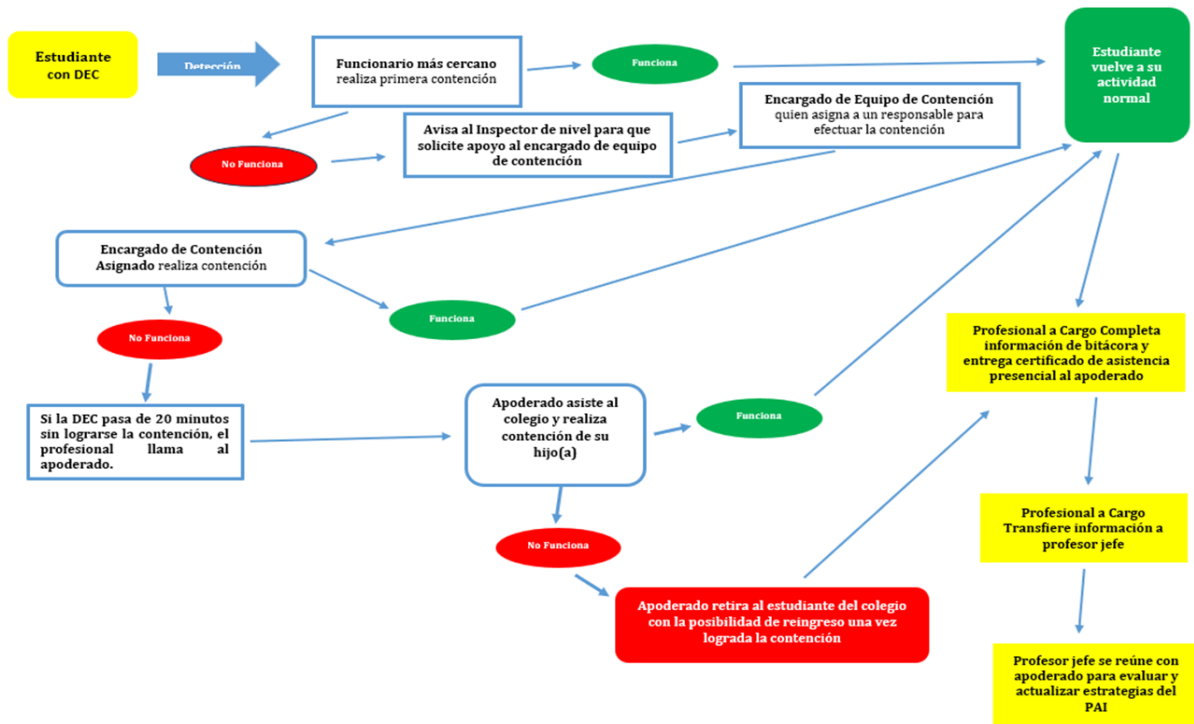 Estudiante
con DEC
Detección
Funcionario más cercano
realiza primera contención
Funciona
Estudiante
vuelve a su
actividad
normal
No Funciona
Avisa al Inspector de nivel para que
solicite apoyo al encargado de equipo
de contención
Encargado de Equipo de Contención
quien asigna a un responsable para
efectuar la contención
Encargado de Contención
Asignado realiza contención
Funciona
No Funciona
Si la DEC pasa de 20 minutos
sin lograrse la contención, el
profesional llama al
apoderado.
Apoderado asiste al
colegio y realiza
contención de su
hijo(a)
Funciona
No Funciona
Apoderado retira al estudiante del colegio
con la posibilidad de reingreso una vez
lograda la contención
Profesional a Cargo Completa
información de bitácora y
entrega certificado de asistencia
presencial al apoderado
Profesional a Cargo
Transfiere información a
profesor jefe
Profesor jefe se reúne con
apoderado para evaluar y
actualizar estrategias del
PAI